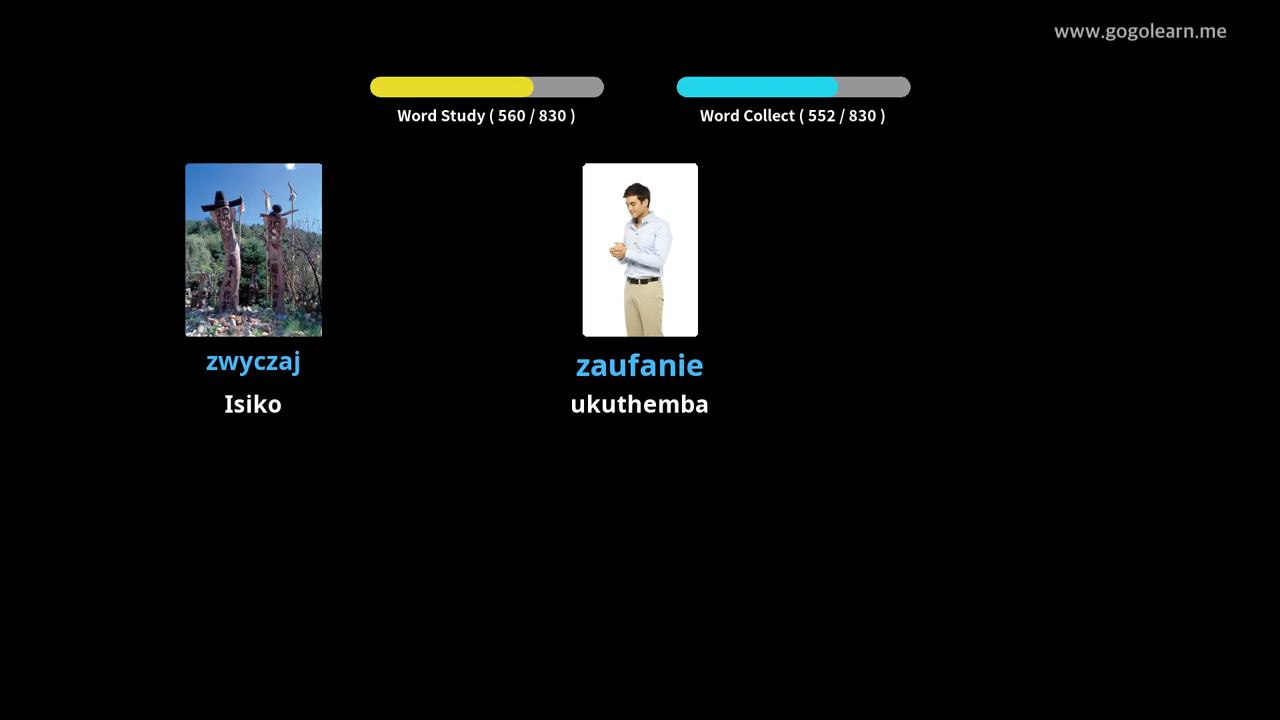 www.gogolearn.me
Word Study ( 560 / 830 )
Word Collect ( 552 / 830 )
zwyczaj
Isiko
zaufanie
ukuthemba